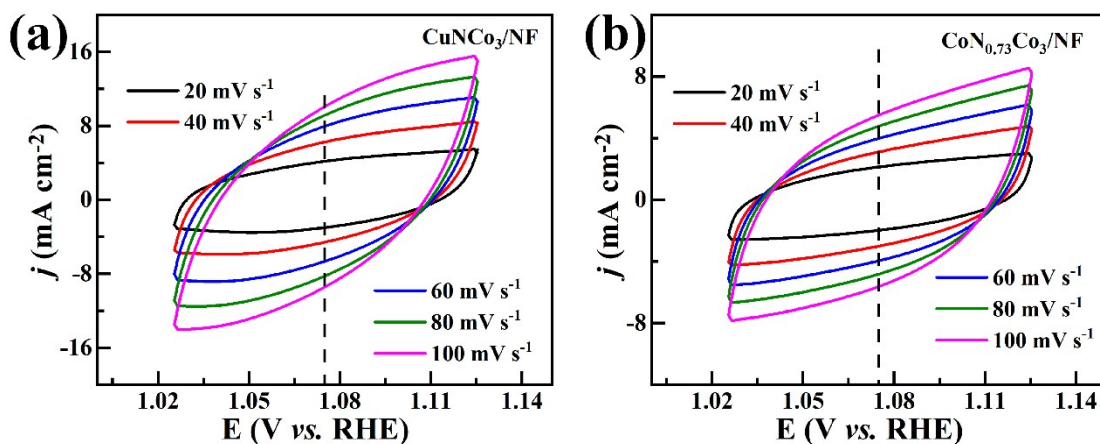 (a)
CuNCo₃/NF
20 mV s⁻¹
40 mV s⁻¹
60 mV s⁻¹
80 mV s⁻¹
100 mV s⁻¹
16
8
0
-8
-16
j (mA cm⁻²)
1.02
1.05
1.08
1.11
1.14
E (V vs. RHE)
(b)
CoN₀.₇₃Co₃/NF
20 mV s⁻¹
40 mV s⁻¹
60 mV s⁻¹
80 mV s⁻¹
100 mV s⁻¹
8
0
-8
j (mA cm⁻²)
1.02
1.05
1.08
1.11
1.14
E (V vs. RHE)